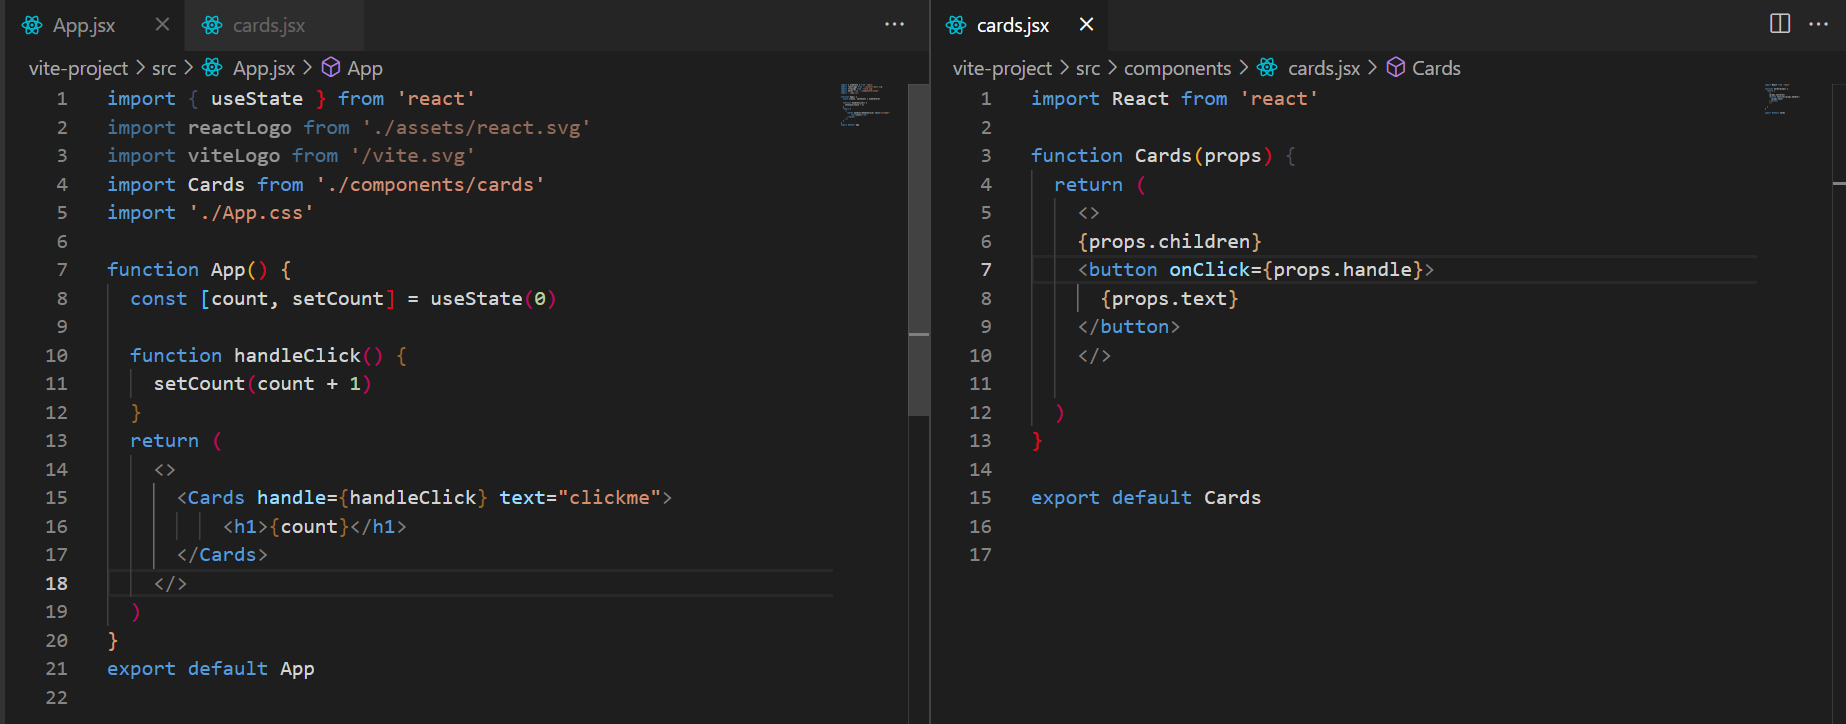 App.jsx
cards.jsx
vite-project > src > App.jsx > App
1 import { useState } from 'react'
2 import reactLogo from './assets/react.svg'
3 import viteLogo from '/vite.svg'
4 import Cards from './components/cards'
5 import './App.css'
6
7 function App() {
8 const [count, setCount] = useState(0)
9
10 function handleClick() {
11 setCount(count + 1)
12 }
13 return (
14 <>
15 <Cards handle={handleClick} text="clickme">
16 <h1>{count}</h1>
17 </Cards>
18 </>
19 )
20 }
21 export default App
22
cards.jsx
vite-project > src > components > cards.jsx > Cards
1 import React from 'react'
2
3 function Cards(props) {
4 return (
5 <>
6 {props.children}
7 <button onClick={props.handle}>
8 {props.text}
9 </button>
10 </>
11
12 )
13 }
14
15 export default Cards
16
17